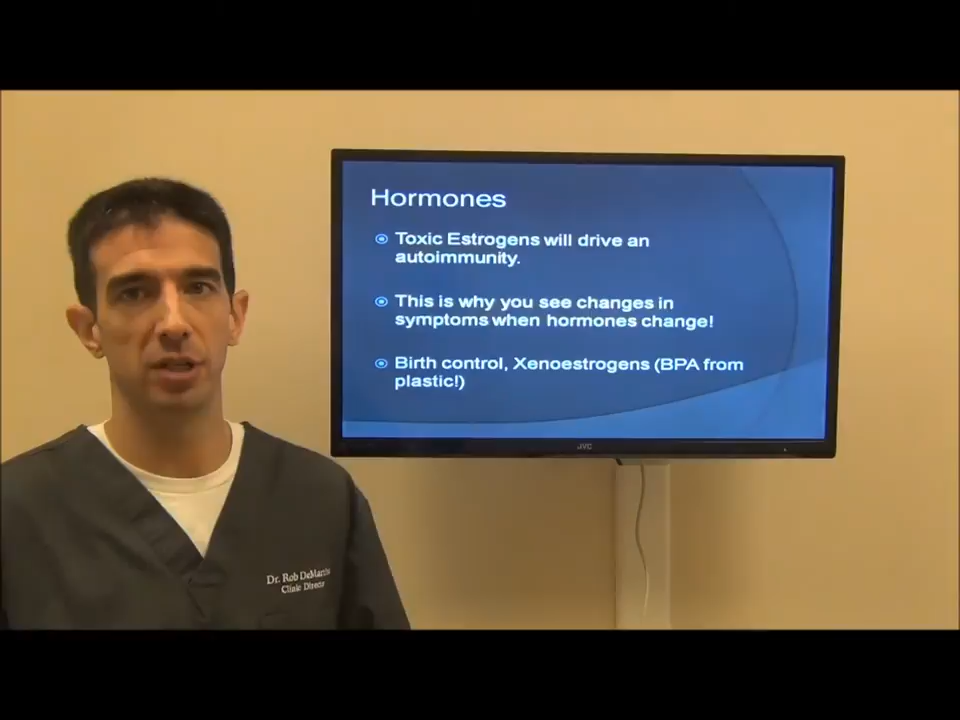 Hormones
Toxic Estrogens will drive an
autoimmunity.
This is why you see changes in
symptoms when hormones change!
Birth control, Xenoestrogens (BPA from
plastic!)
JVC
Dr. Rob
Clinic Director